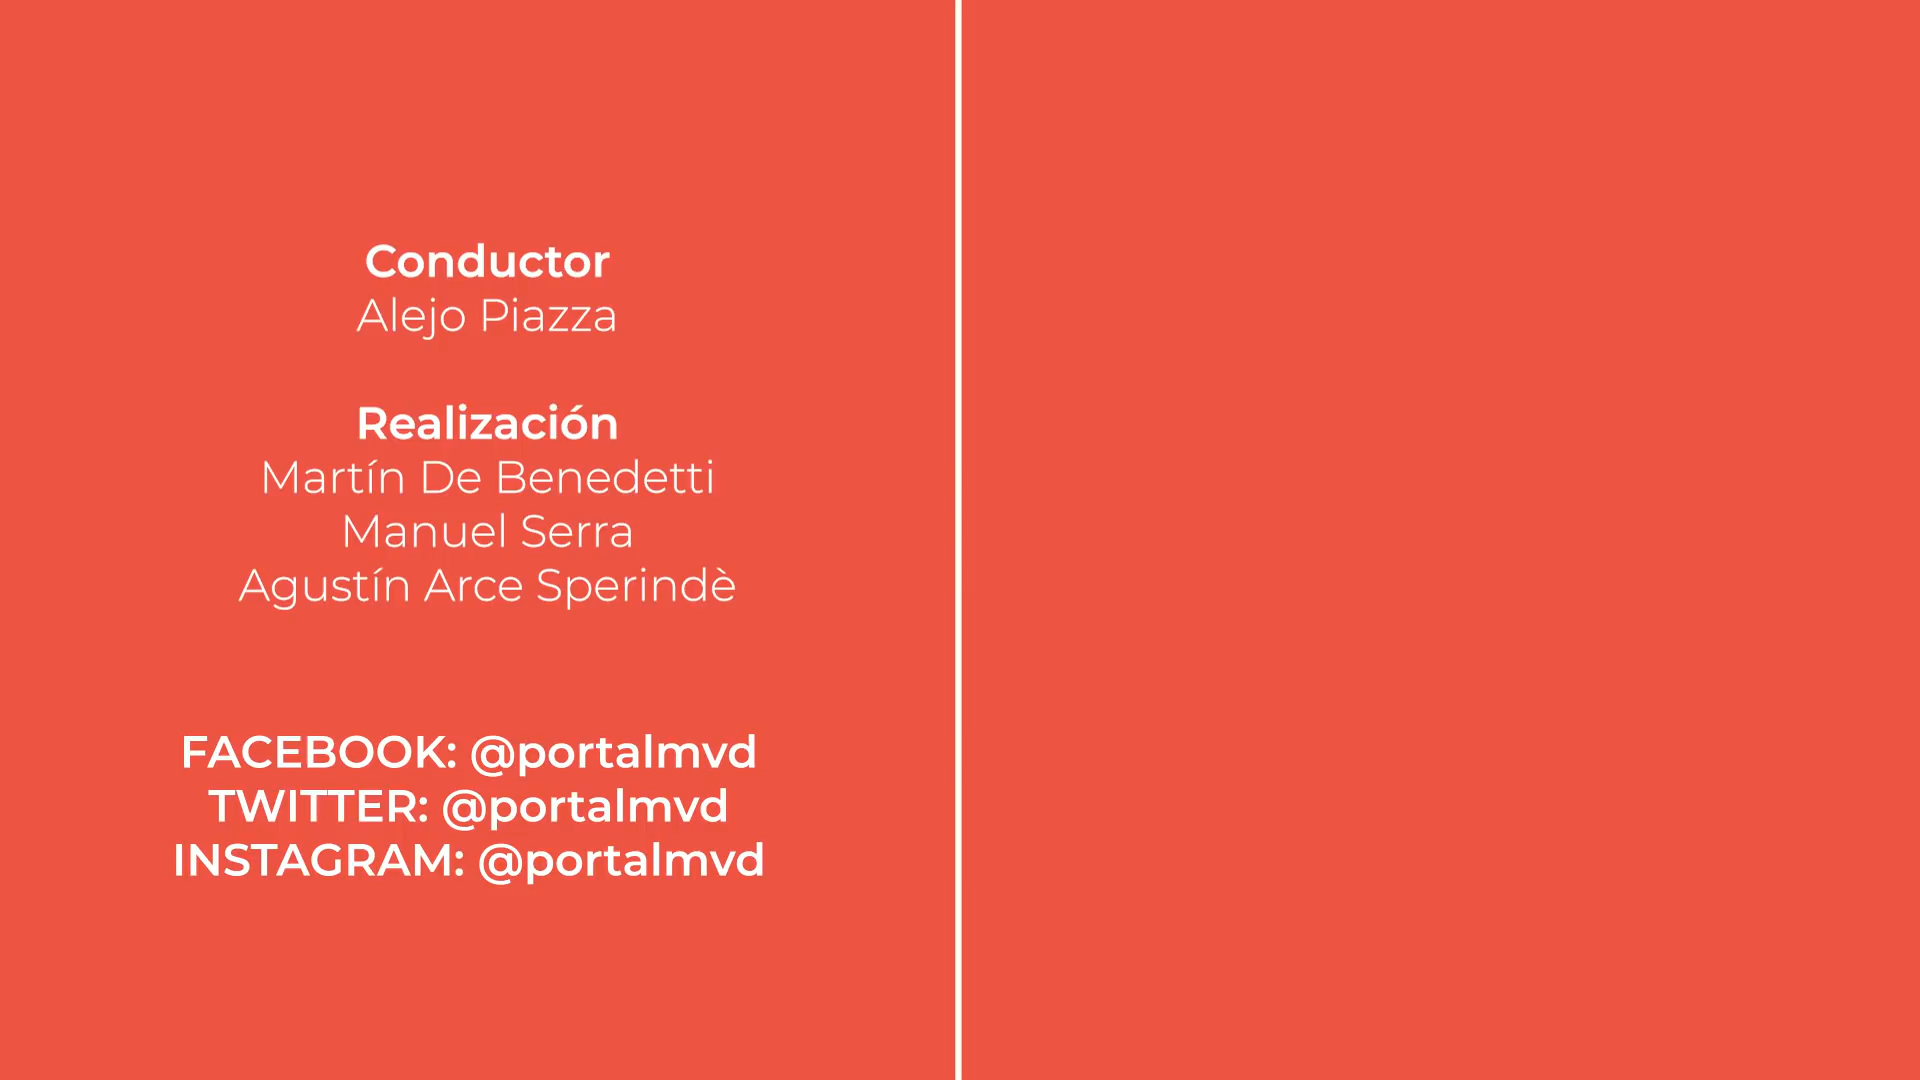 Conductor
Alejo Piazza
Realización
Martín De Benedetti
Manuel Serra
Agustín Arce Sperindè
FACEBOOK: @portalmvd
TWITTER: @portalmvd
INSTAGRAM: @portalmvd